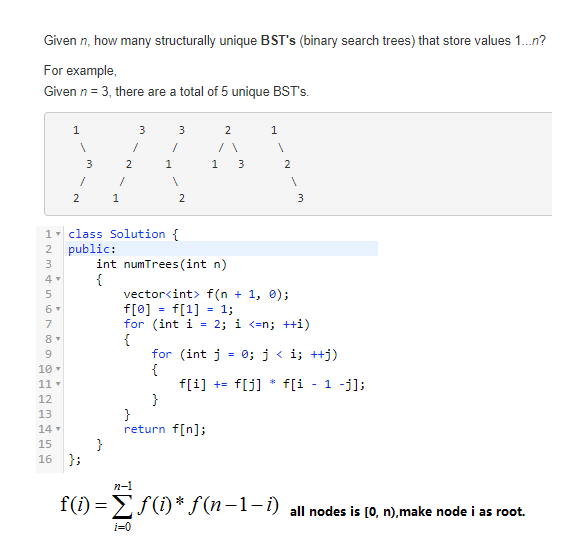 Given n, how many structurally unique BST's (binary search trees) that store values 1...n?
For example,
Given n = 3, there are a total of 5 unique BST's.
1 3 3 2 1
\ / / / \ \
3 2 1 1 3 2
/ / \ \
2 1 2 3
1 class Solution {
2 public:
3 int numTrees(int n)
4 {
5 vector<int> f(n + 1, 0);
6 f[0] = f[1] = 1;
7 for (int i = 2; i <=n; ++i)
8 {
9 for (int j = 0; j < i; ++j)
10 {
11 f[i] += f[j] * f[i - 1 -j];
12 }
13 }
14 return f[n];
15 }
16 };
f(i) = n-1 ∑ i=0 f(i) * f(n-1-i) all nodes is [0, n),make node i as root.